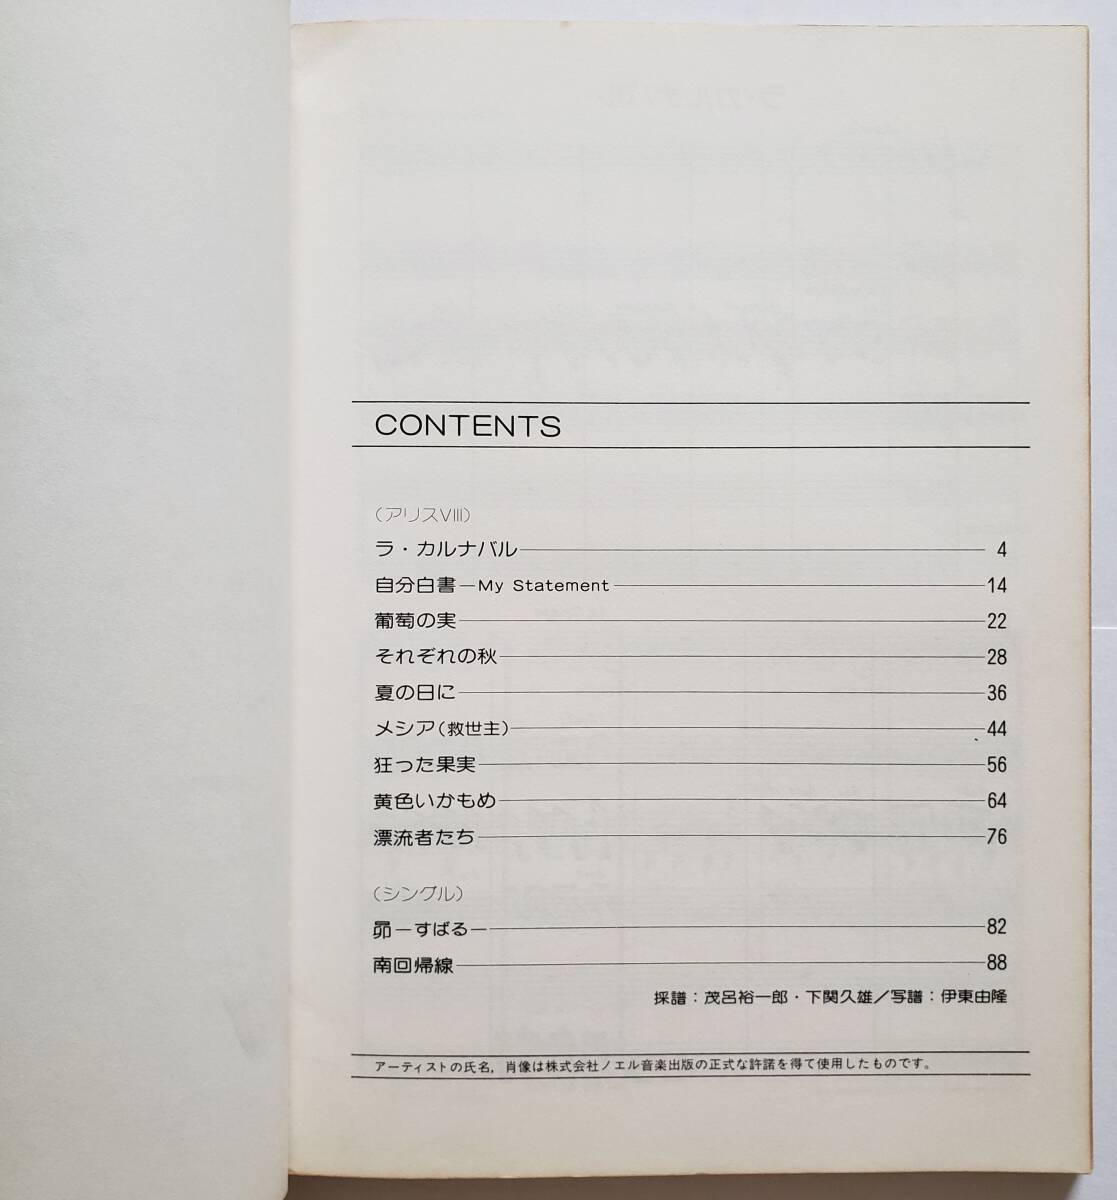 CONTENTS
(アリスVIII)
ラ・カルナバル 4
自分白書―My Statement 14
葡萄の実 22
それぞれの秋 28
夏の日に 36
メシア(救世主) 44
狂った果実 56
黄色いかもめ 64
漂流者たち 76
(シングル)
昴―すばる― 82
南回帰線 88
採譜:茂呂裕一郎・下関久雄/写譜:伊東由隆
アーティストの氏名,肖像は株式会社ノエル音楽出版の正式な許諾を得て使用したものです。